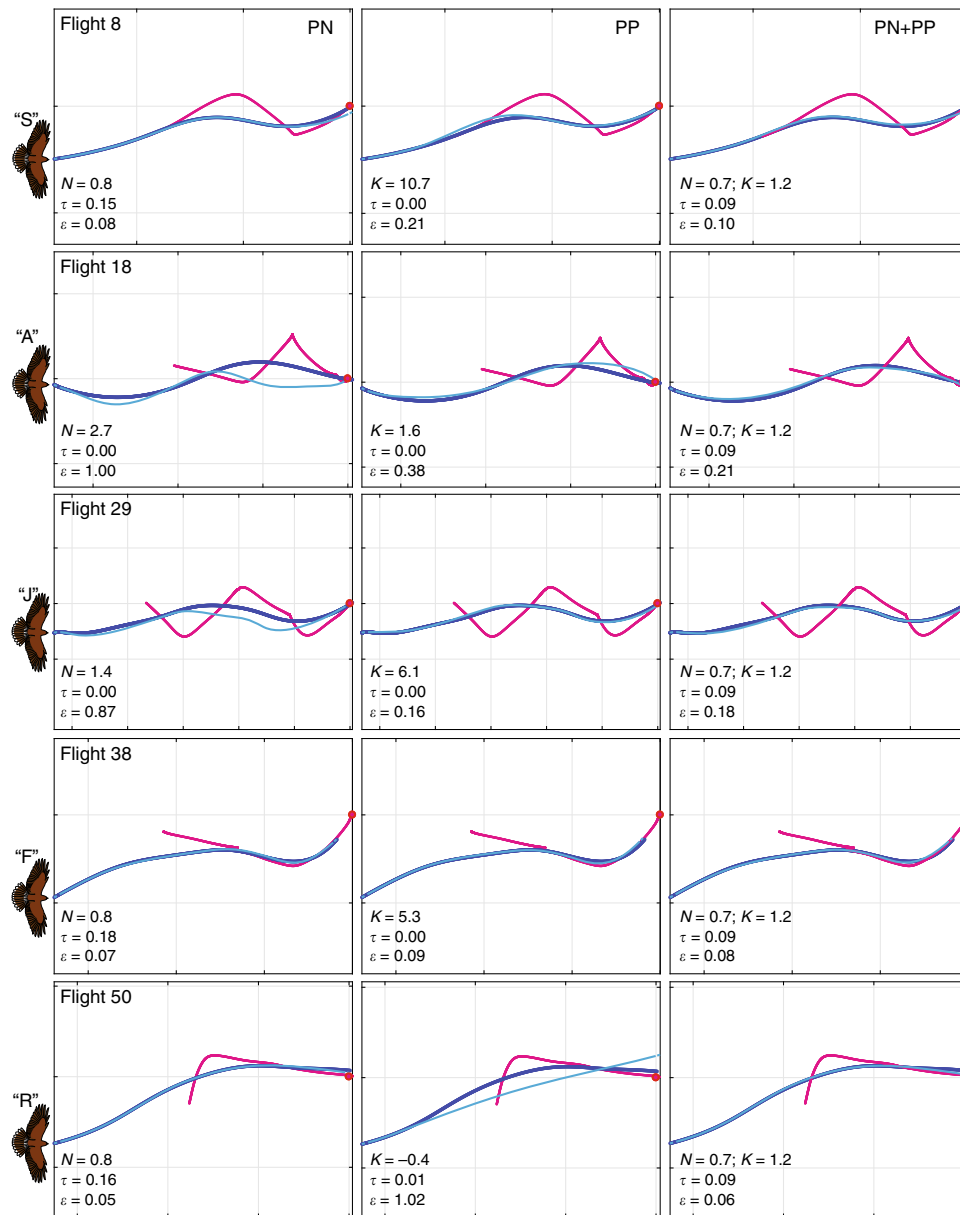 Flight 8
PN
PP
PN+PP
"S"
N = 0.8
τ = 0.15
ε = 0.08
K = 10.7
τ = 0.00
ε = 0.21
N = 0.7; K = 1.2
τ = 0.09
ε = 0.10
Flight 18
"A"
N = 2.7
τ = 0.00
ε = 1.00
K = 1.6
τ = 0.00
ε = 0.38
N = 0.7; K = 1.2
τ = 0.09
ε = 0.21
Flight 29
"J"
N = 1.4
τ = 0.00
ε = 0.87
K = 6.1
τ = 0.00
ε = 0.16
N = 0.7; K = 1.2
τ = 0.09
ε = 0.18
Flight 38
"F"
N = 0.8
τ = 0.18
ε = 0.07
K = 5.3
τ = 0.00
ε = 0.09
N = 0.7; K = 1.2
τ = 0.09
ε = 0.08
Flight 50
"R"
N = 0.8
τ = 0.16
ε = 0.05
K = –0.4
τ = 0.01
ε = 1.02
N = 0.7; K = 1.2
τ = 0.09
ε = 0.06